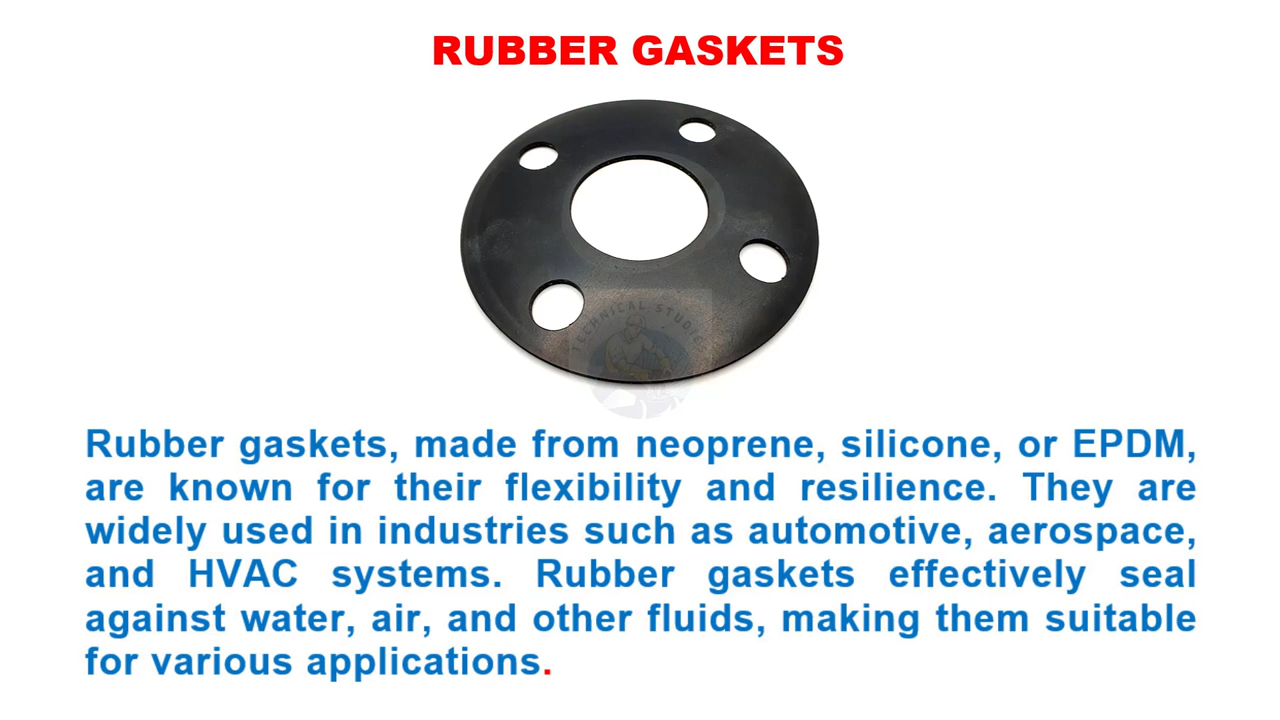 RUBBER GASKETS
TECHNICAL STUDIES
Rubber gaskets, made from neoprene, silicone, or EPDM,
are known for their flexibility and resilience. They are
widely used in industries such as automotive, aerospace,
and HVAC systems. Rubber gaskets effectively seal
against water, air, and other fluids, making them suitable
for various applications.